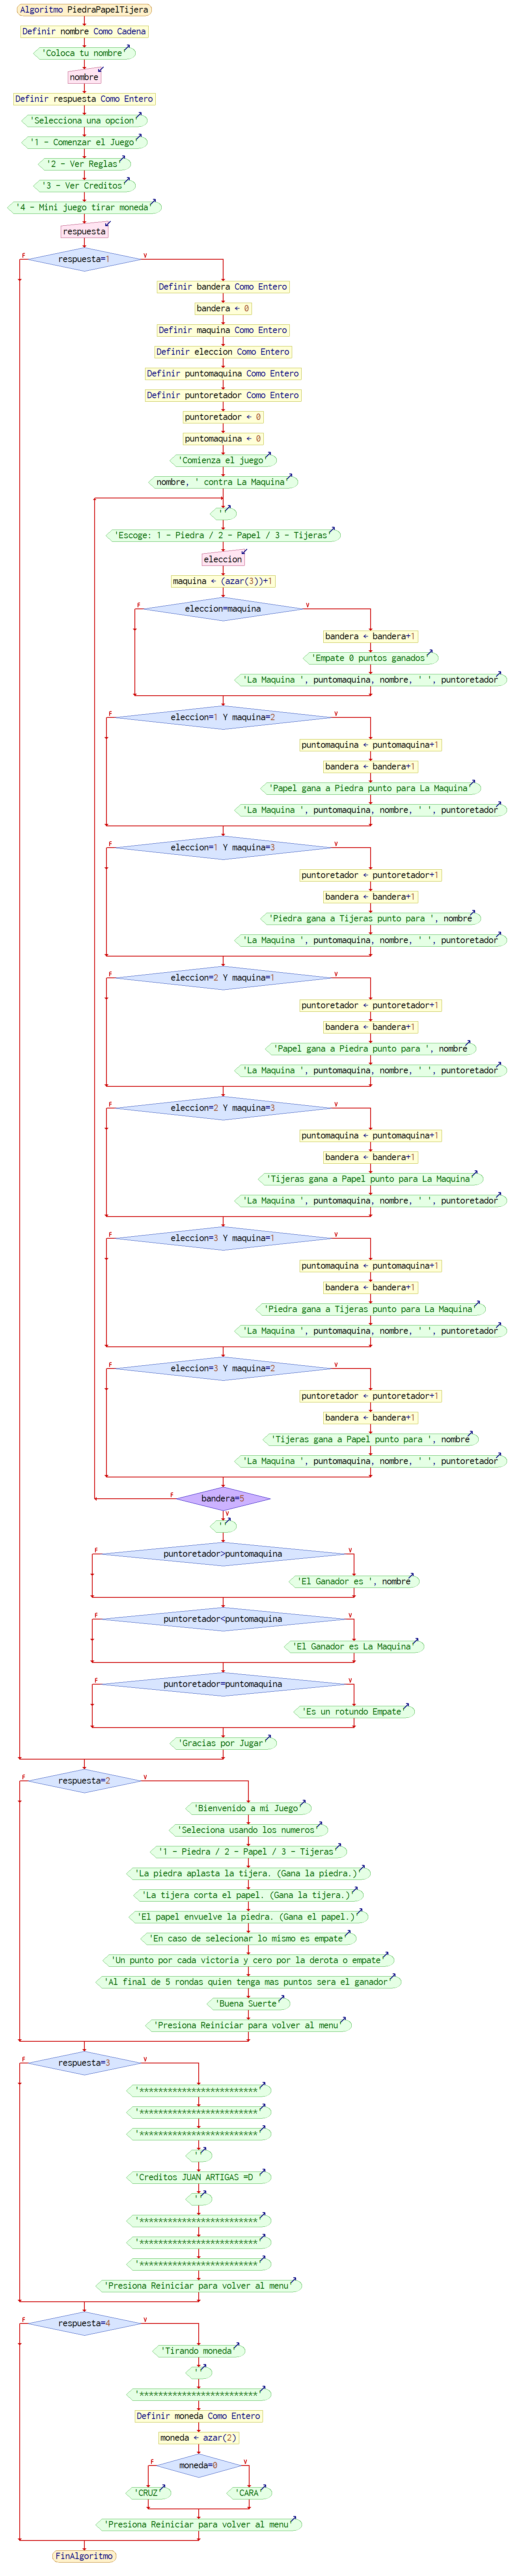 Algoritmo PiedraPapelTijera
Definir nombre Como Cadena
'Coloca tu nombre'
nombre
Definir respuesta Como Entero
'Selecciona una opcion'
'1 - Comenzar el Juego'
'2 - Ver Reglas'
'3 - Ver Creditos'
'4 - Mini juego tirar moneda'
respuesta
respuesta=1
F
V
Definir bandera Como Entero
bandera ← 0
Definir maquina Como Entero
Definir eleccion Como Entero
Definir puntomaquina Como Entero
Definir puntoretador Como Entero
puntoretador ← 0
puntomaquina ← 0
'Comienza el juego'
nombre, ' contra La Maquina'
''
'Escoge: 1 - Piedra / 2 - Papel / 3 - Tijeras'
eleccion
maquina ← (azar(3))+1
eleccion=maquina
F
V
bandera ← bandera+1
'Empate 0 puntos ganados'
'La Maquina ', puntomaquina, nombre, ' ', puntoretador
eleccion=1 Y maquina=2
F
V
puntomaquina ← puntomaquina+1
bandera ← bandera+1
'Papel gana a Piedra punto para La Maquina'
'La Maquina ', puntomaquina, nombre, ' ', puntoretador
eleccion=1 Y maquina=3
F
V
puntoretador ← puntoretador+1
bandera ← bandera+1
'Piedra gana a Tijeras punto para ', nombre
'La Maquina ', puntomaquina, nombre, ' ', puntoretador
eleccion=2 Y maquina=1
F
V
puntoretador ← puntoretador+1
bandera ← bandera+1
'Papel gana a Piedra punto para ', nombre
'La Maquina ', puntomaquina, nombre, ' ', puntoretador
eleccion=2 Y maquina=3
F
V
puntomaquina ← puntomaquina+1
bandera ← bandera+1
'Tijeras gana a Papel punto para La Maquina'
'La Maquina ', puntomaquina, nombre, ' ', puntoretador
eleccion=3 Y maquina=1
F
V
puntomaquina ← puntomaquina+1
bandera ← bandera+1
'Piedra gana a Tijeras punto para La Maquina'
'La Maquina ', puntomaquina, nombre, ' ', puntoretador
eleccion=3 Y maquina=2
F
V
puntoretador ← puntoretador+1
bandera ← bandera+1
'Tijeras gana a Papel punto para ', nombre
'La Maquina ', puntomaquina, nombre, ' ', puntoretador
bandera=5
F
V
''
puntoretador>puntomaquina
F
V
'El Ganador es ', nombre
puntoretador<puntomaquina
F
V
'El Ganador es La Maquina'
puntoretador=puntomaquina
F
V
'Es un rotundo Empate'
'Gracias por Jugar'
respuesta=2
F
V
'Bienvenido a mi Juego'
'Seleciona usando los numeros'
'1 - Piedra / 2 - Papel / 3 - Tijeras'
'La piedra aplasta la tijera. (Gana la piedra.)
'La tijera corta el papel. (Gana la tijera.)
'El papel envuelve la piedra. (Gana el papel.)
'En caso de selecionar lo mismo es empate'
'Un punto por cada victoria y cero por la derota o empate'
'Al final de 5 rondas quien tenga mas puntos sera el ganador'
'Buena Suerte'
'Presiona Reiniciar para volver al menu'
respuesta=3
F
V
'*************************'
'*************************'
'*************************'
''
'Creditos JUAN ARTIGAS =D '
''
'*************************'
'*************************'
'*************************'
'Presiona Reiniciar para volver al menu'
respuesta=4
F
V
'Tirando moneda'
''
'*************************'
Definir moneda Como Entero
moneda ← azar(2)
moneda=0
F
V
'CRUZ'
'CARA'
'Presiona Reiniciar para volver al menu'
FinAlgoritmo